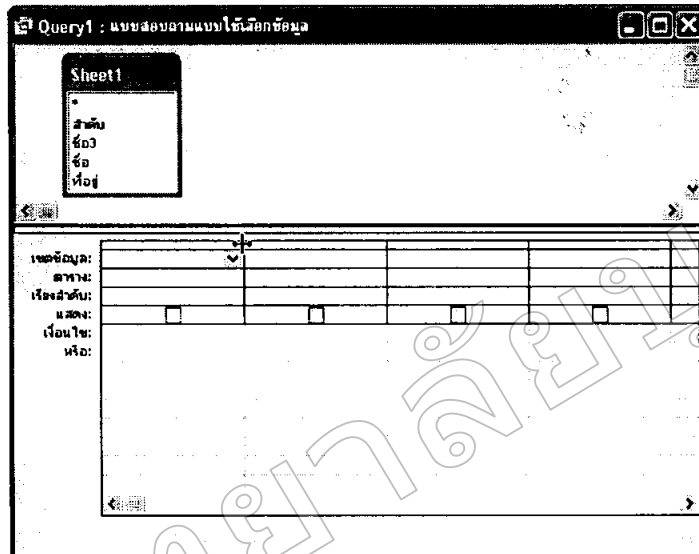 Query1 : แบบสอบถามแบบใช้เลือกข้อมูล
Sheet1
*
ลำดับ
ชื่อ3
ชื่อ
ที่อยู่
เขตข้อมูล:
ตาราง:
เรียงลำดับ:
แสดง:
เงื่อนไข:
หรือ: